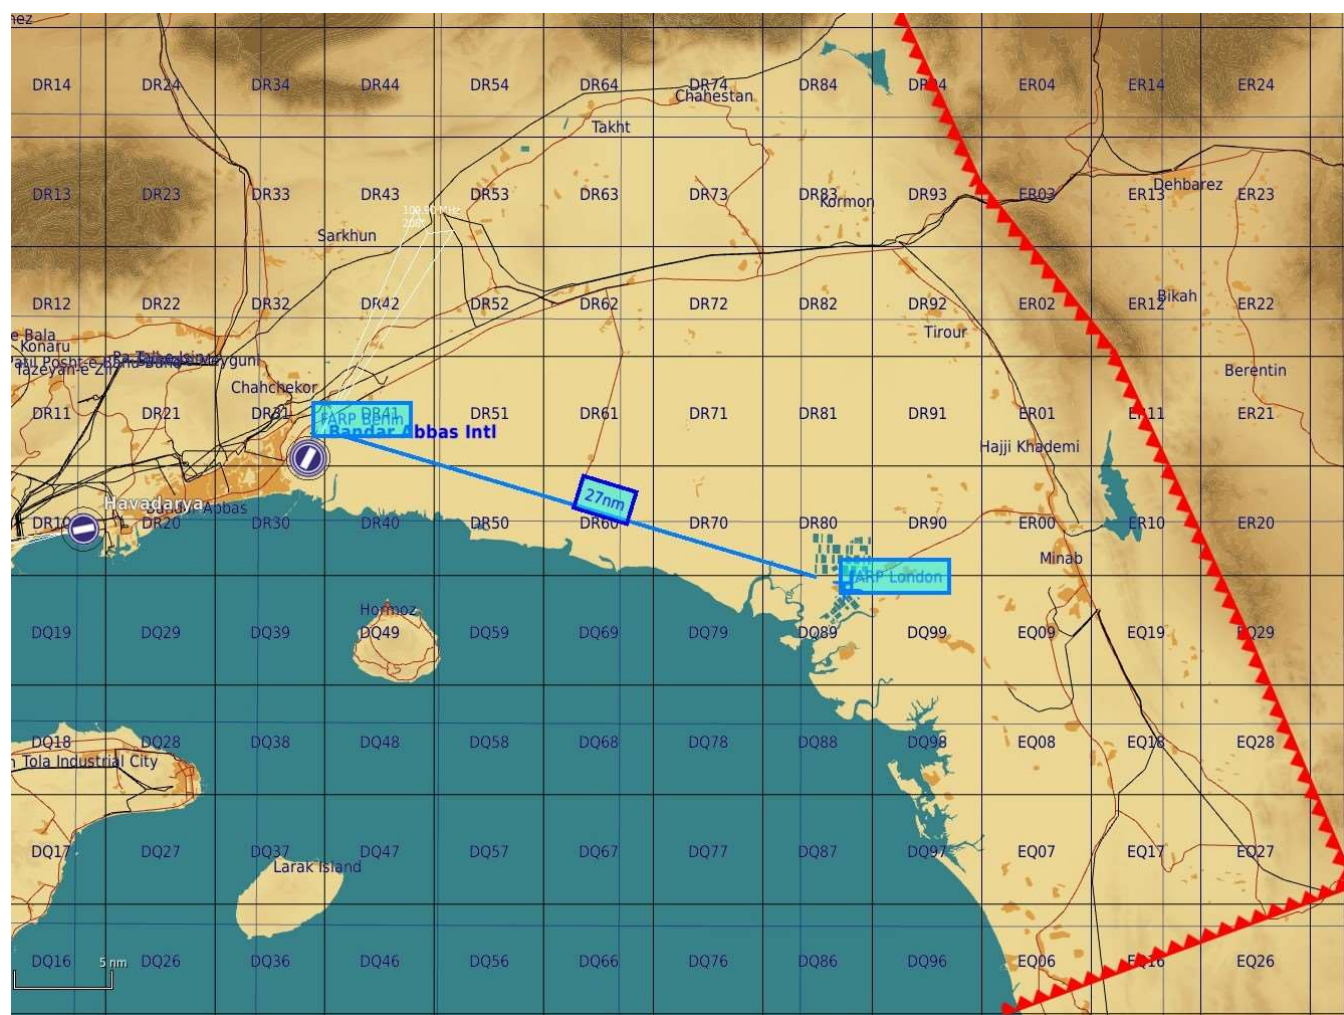 DR14 DR24 DR34 DR44 DR54 DR64 DR74 DR84 DR94 ER04 ER14 ER24
Chahestan
Takht
DR13 DR23 DR33 DR43 DR53 DR63 DR73 DR83 DR93 ER03 ER13 ER23
Dehbarez
Kormon
Sarkhun
DR12 DR22 DR32 DR42 DR52 DR62 DR72 DR82 DR92 ER02 ER12 ER22
Bikah
Tirour
e Bala
Konaru
Chahchekor
Berentin
DR11 DR21 DR31 DR41 DR51 DR61 DR71 DR81 DR91 ER01 ER11 ER21
FARP Benin
Bandar Abbas Intl
Hajji Khademi
27nm
Havadarya
DR10 DR20 DR30 DR40 DR50 DR60 DR70 DR80 DR90 ER00 ER10 ER20
Minab
FARP London
Hormoz
DQ19 DQ29 DQ39 DQ49 DQ59 DQ69 DQ79 DQ89 DQ99 EQ09 EQ19 EQ29
DQ18 DQ28 DQ38 DQ48 DQ58 DQ68 DQ78 DQ88 DQ98 EQ08 EQ18 EQ28
Tola Industrial City
DQ17 DQ27 DQ37 DQ47 DQ57 DQ67 DQ77 DQ87 DQ97 EQ07 EQ17 EQ27
Larak Island
DQ16 DQ26 DQ36 DQ46 DQ56 DQ66 DQ76 DQ86 DQ96 EQ06 EQ16 EQ26
5 nm